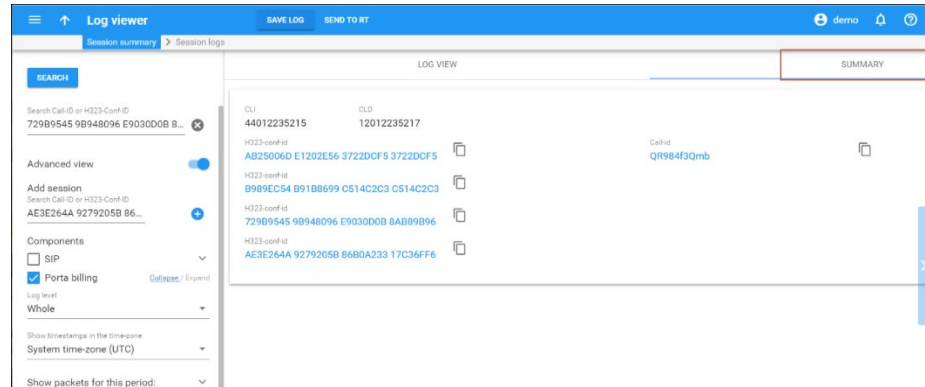 Log viewer
SAVE LOG
SEND TO RT
demo
Session summary > Session logs
SEARCH
Search Call-ID or H323-Conf-ID
729B9545 9B948096 E9030D0B 8...
Advanced view
Add session
Search Call-ID or H323-Conf-ID
AE3E264A 9279205B 86...
Components
SIP
Porta billing
Collapse / Expand
Log level
Whole
Show timestamps in the time-zone
System time-zone (UTC)
Show packets for this period:
LOG VIEW
SUMMARY
CLI
CLD
44012235215
12012235217
H323-conf-id
AB25006D E1202E56 3722DCF5 3722DCF5
Call-id
QR984f3Qmb
H323-conf-id
B989EC54 B91B8699 C514C2C3 C514C2C3
H323-conf-id
729B9545 9B948096 E9030D0B 8AB89B96
H323-conf-id
AE3E264A 9279205B 86B0A233 17C36FF6